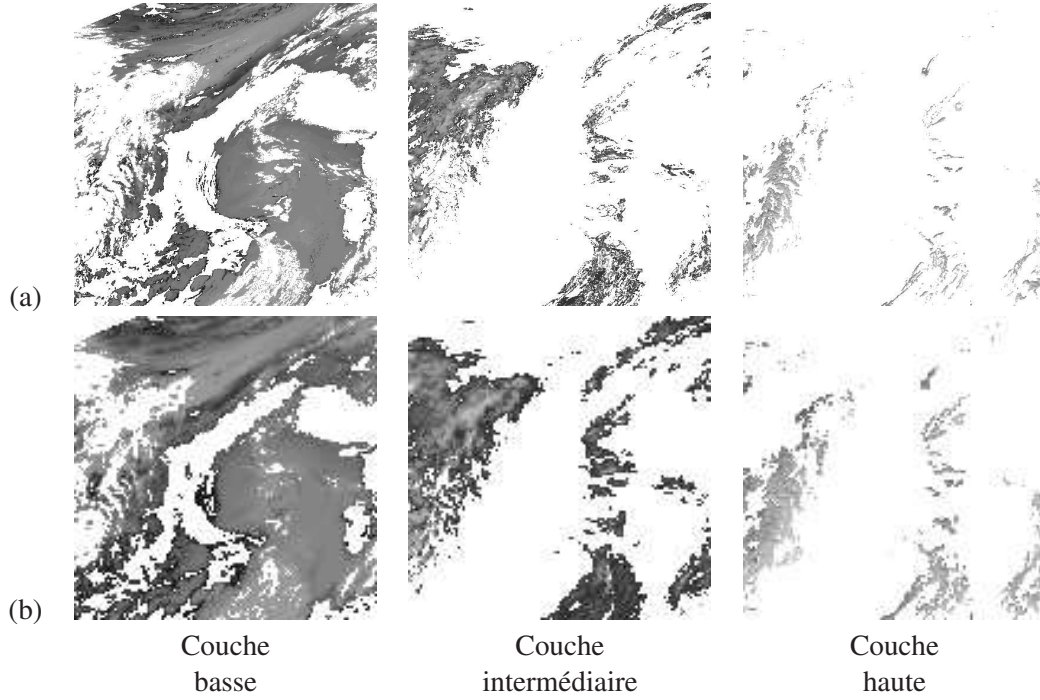 (a)
(b)
Couche
basse
Couche
intermédiaire
Couche
haute